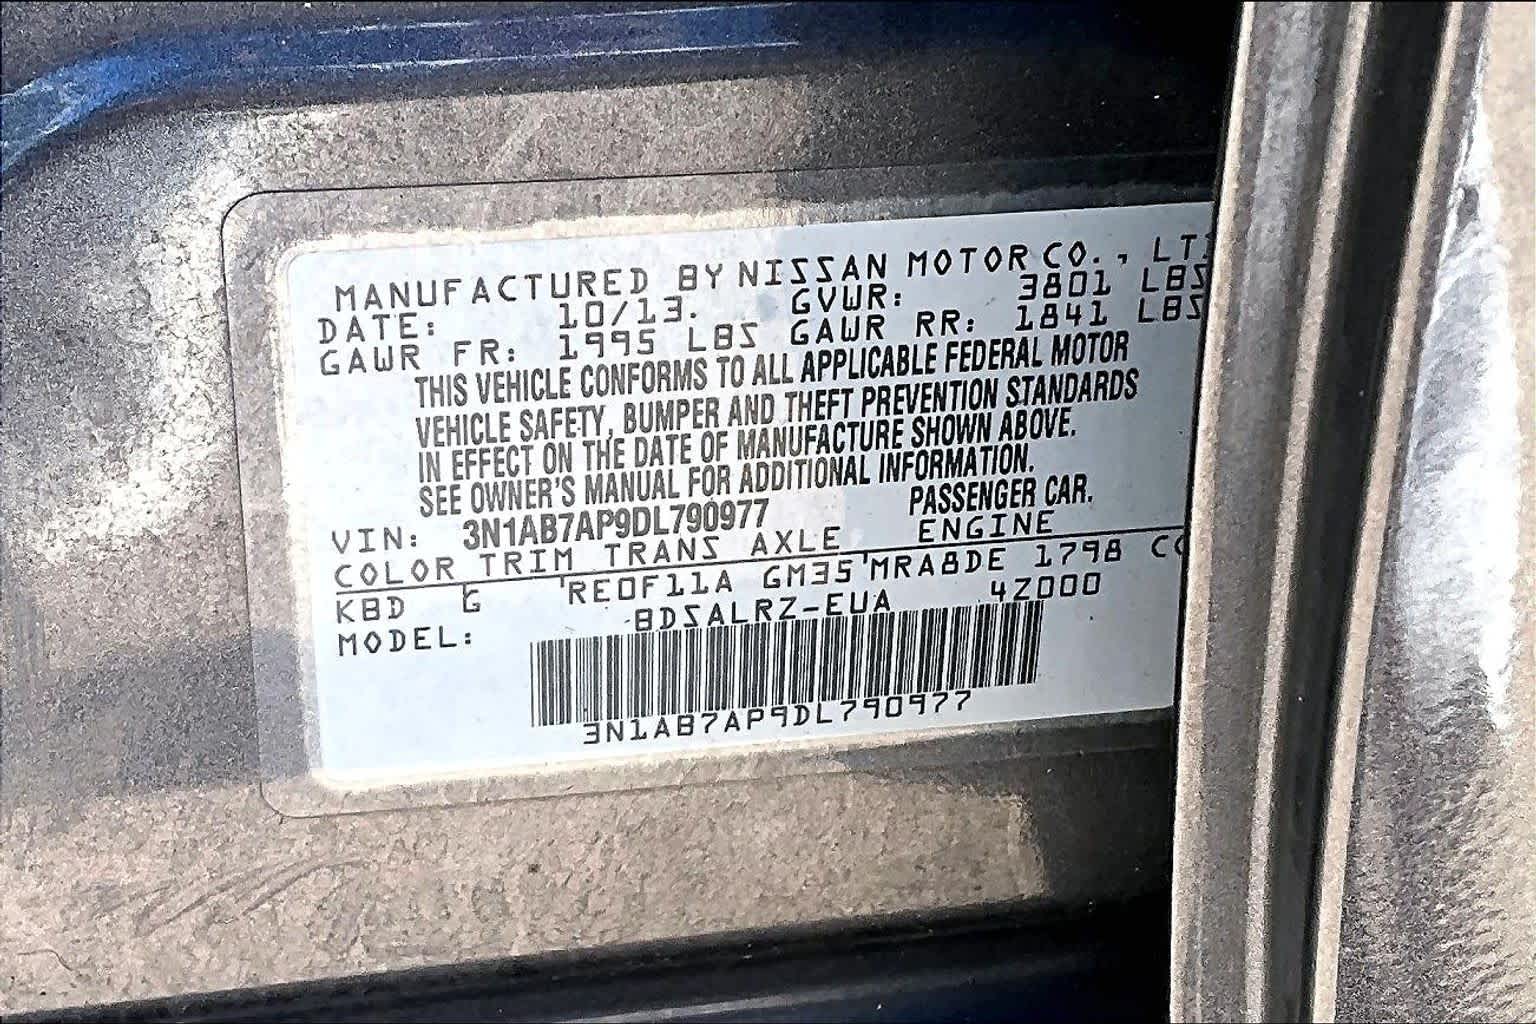 MANUFACTURED BY NISSAN MOTOR CO., LT
DATE: 10/13. GVWR: 3801 LBS
GAWR FR: 1995 LBS GAWR RR: 1841 LBS
THIS VEHICLE CONFORMS TO ALL APPLICABLE FEDERAL MOTOR
VEHICLE SAFETY, BUMPER AND THEFT PREVENTION STANDARDS
IN EFFECT ON THE DATE OF MANUFACTURE SHOWN ABOVE.
SEE OWNER'S MANUAL FOR ADDITIONAL INFORMATION.
VIN: 3N1AB7AP9DL790977 PASSENGER CAR.
COLOR TRIM TRANS AXLE ENGINE
KBD G RE0F11A GM35 MRA8DE 1798 CC
MODEL: BDSALRZ-EUA 4Z000
3N1AB7AP9DL790977